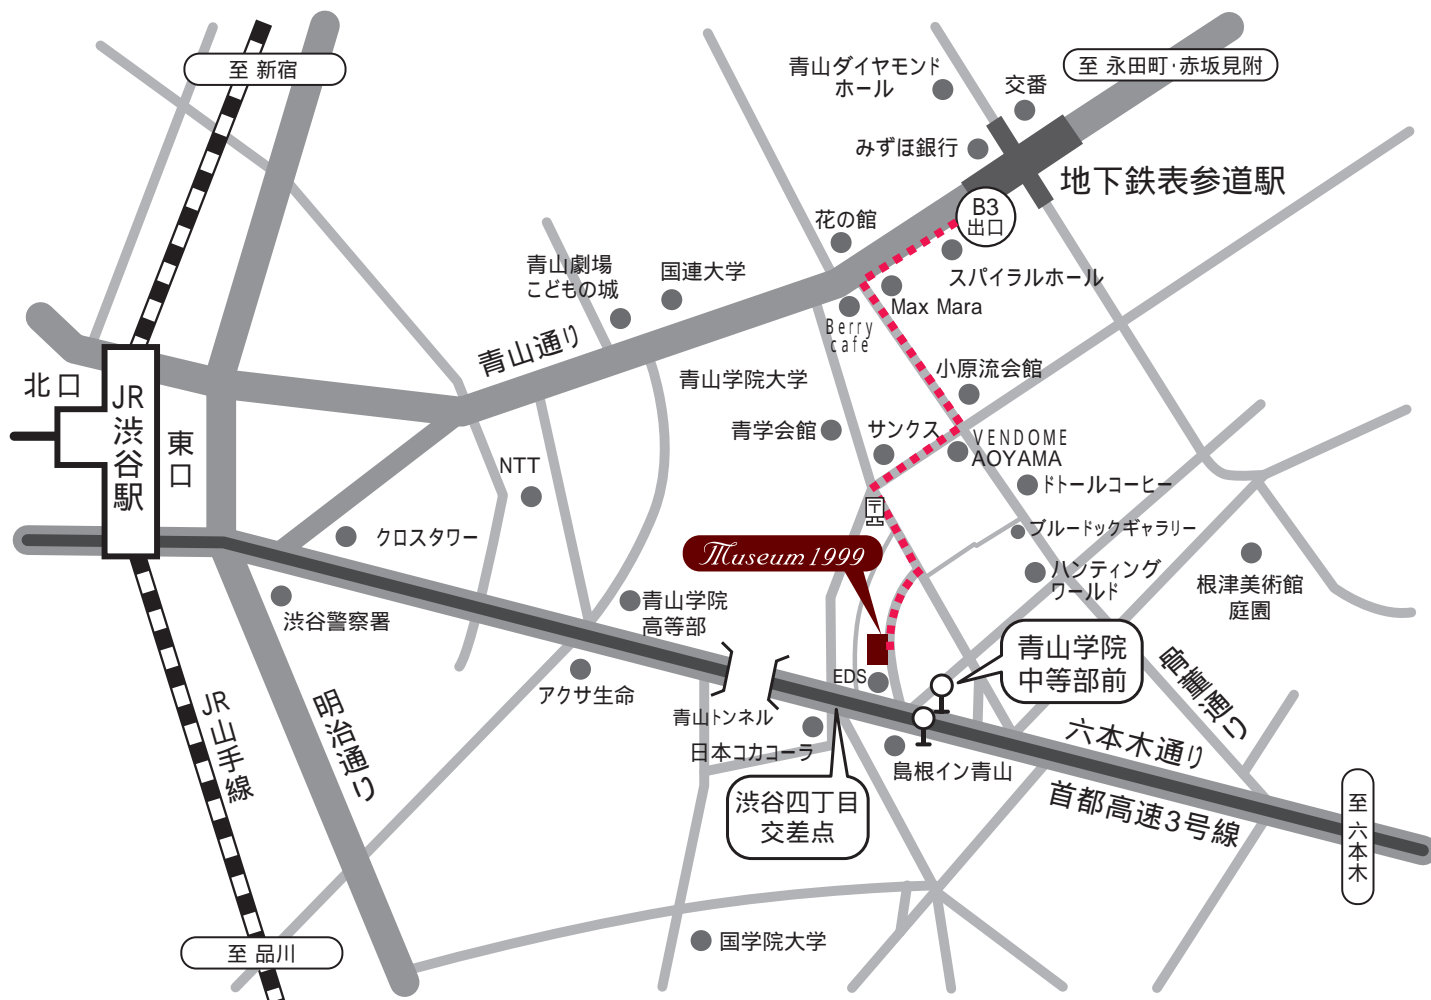 至 新宿
至 永田町・赤坂見附
青山ダイヤモンド
ホール
交番
みずほ銀行
地下鉄表参道駅
B3
出口
花の館
スパイラルホール
青山劇場
こどもの城
国連大学
Max Mara
Berry
cafe
青山通り
小原流会館
青山学院大学
北口
JR
渋谷駅
東口
青学会館
サンクス
VENDOME
AOYAMA
NTT
ドトールコーヒー
〒
クロスタワー
ブルードックギャラリー
Museum 1999
ハンティング
ワールド
根津美術館
庭園
渋谷警察署
青山学院
高等部
青山学院
中等部前
EDS
アクサ生命
骨董通り
JR山手線
明治通り
青山トンネル
日本コカコーラ
六本木通り
島根イン青山
渋谷四丁目
交差点
首都高速3号線
至 六本木
国学院大学
至 品川